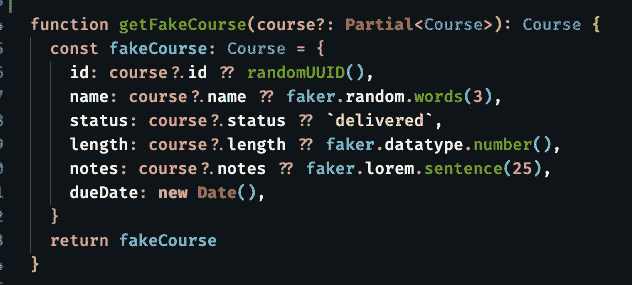 function getFakeCourse(course?: Partial<Course>): Course {
  const fakeCourse: Course = {
    id: course?.id ?? randomUUID(),
    name: course?.name ?? faker.random.words(3),
    status: course?.status ?? `delivered`,
    length: course?.length ?? faker.datatype.number(),
    notes: course?.notes ?? faker.lorem.sentence(25),
    dueDate: new Date(),
  }
  return fakeCourse
}